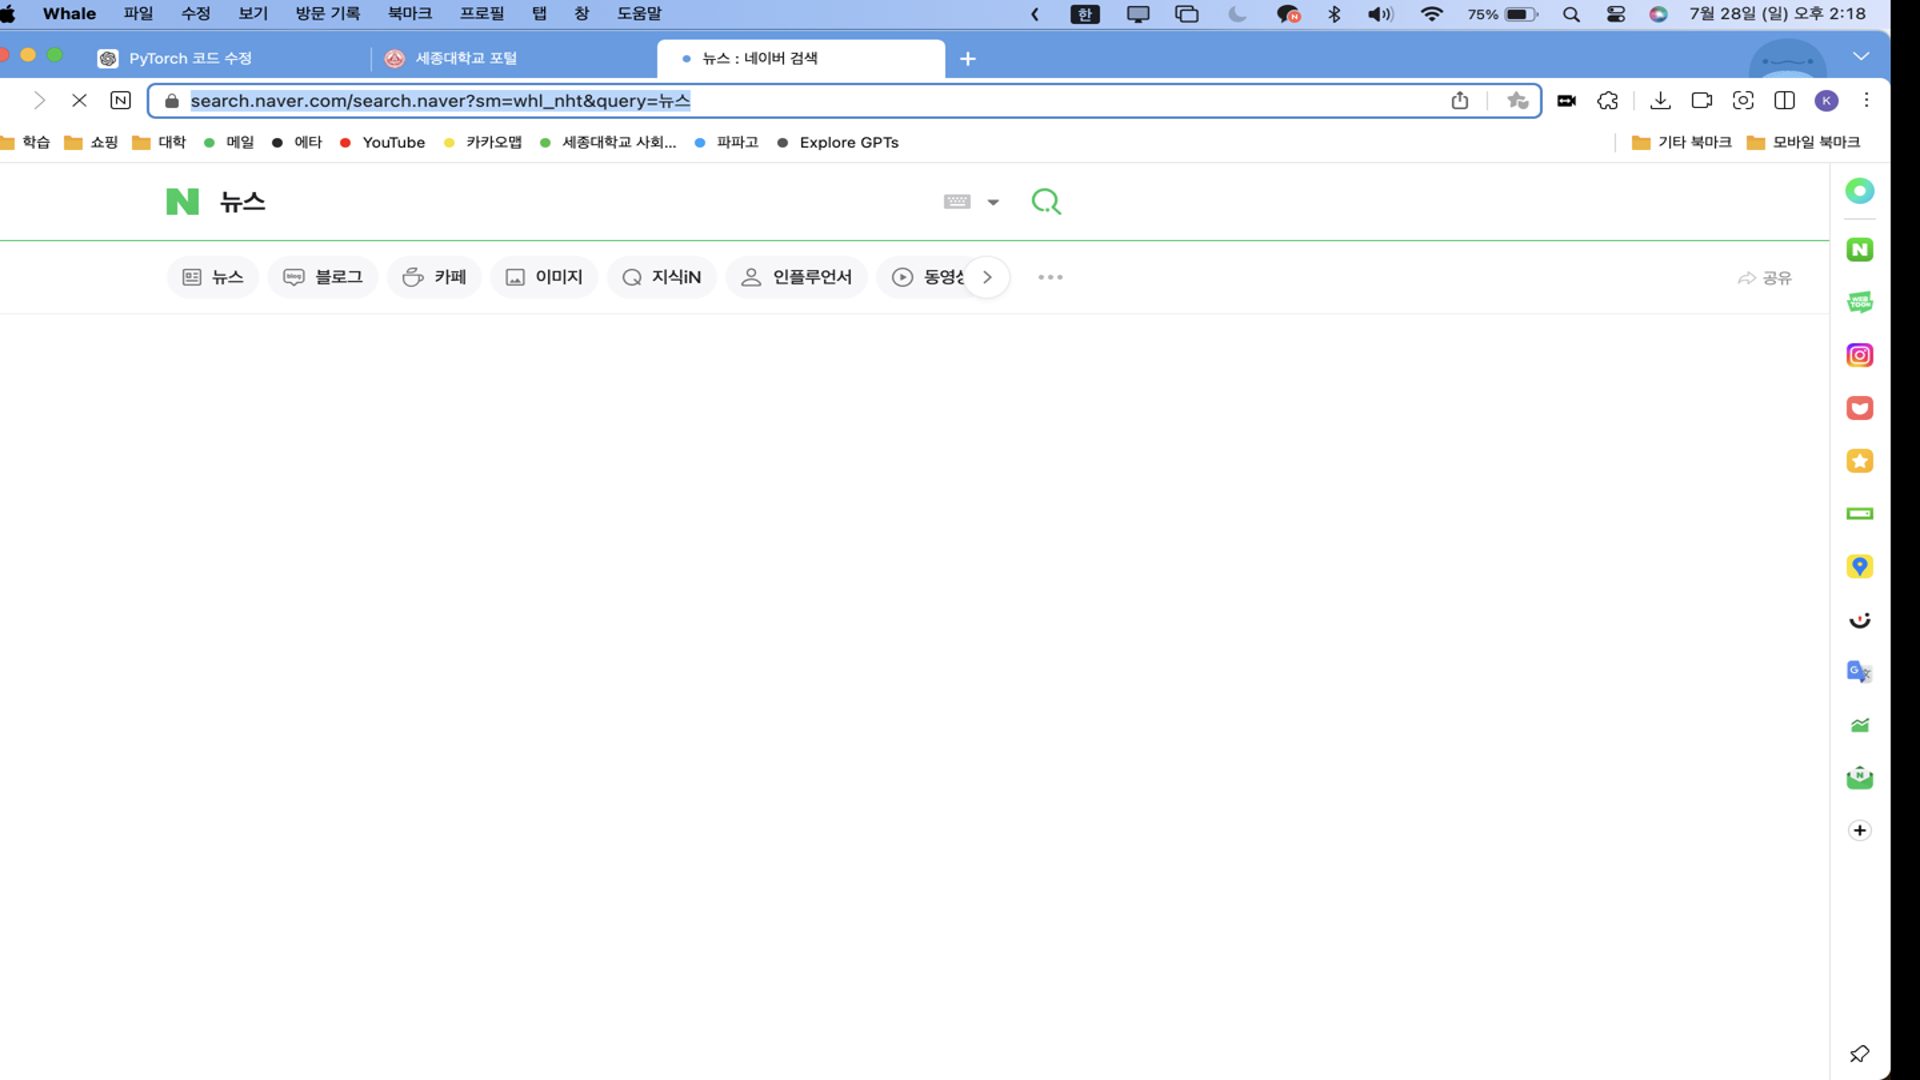 Whale 파일 수정 보기 방문 기록 북마크 프로필 탭 창 도움말 한 75% 7월 28일 (일) 오후 2:18
PyTorch 코드 수정 세종대학교 포털 뉴스 : 네이버 검색
N search.naver.com/search.naver?sm=whl_nht&query=뉴스 K
학습 쇼핑 대학 메일 에타 YouTube 카카오맵 세종대학교 사회... 파파고 Explore GPTs 기타 북마크 모바일 북마크
N 뉴스
뉴스 블로그 카페 이미지 지식iN 인플루언서 동영상 공유
N
WEBTOON
G
N